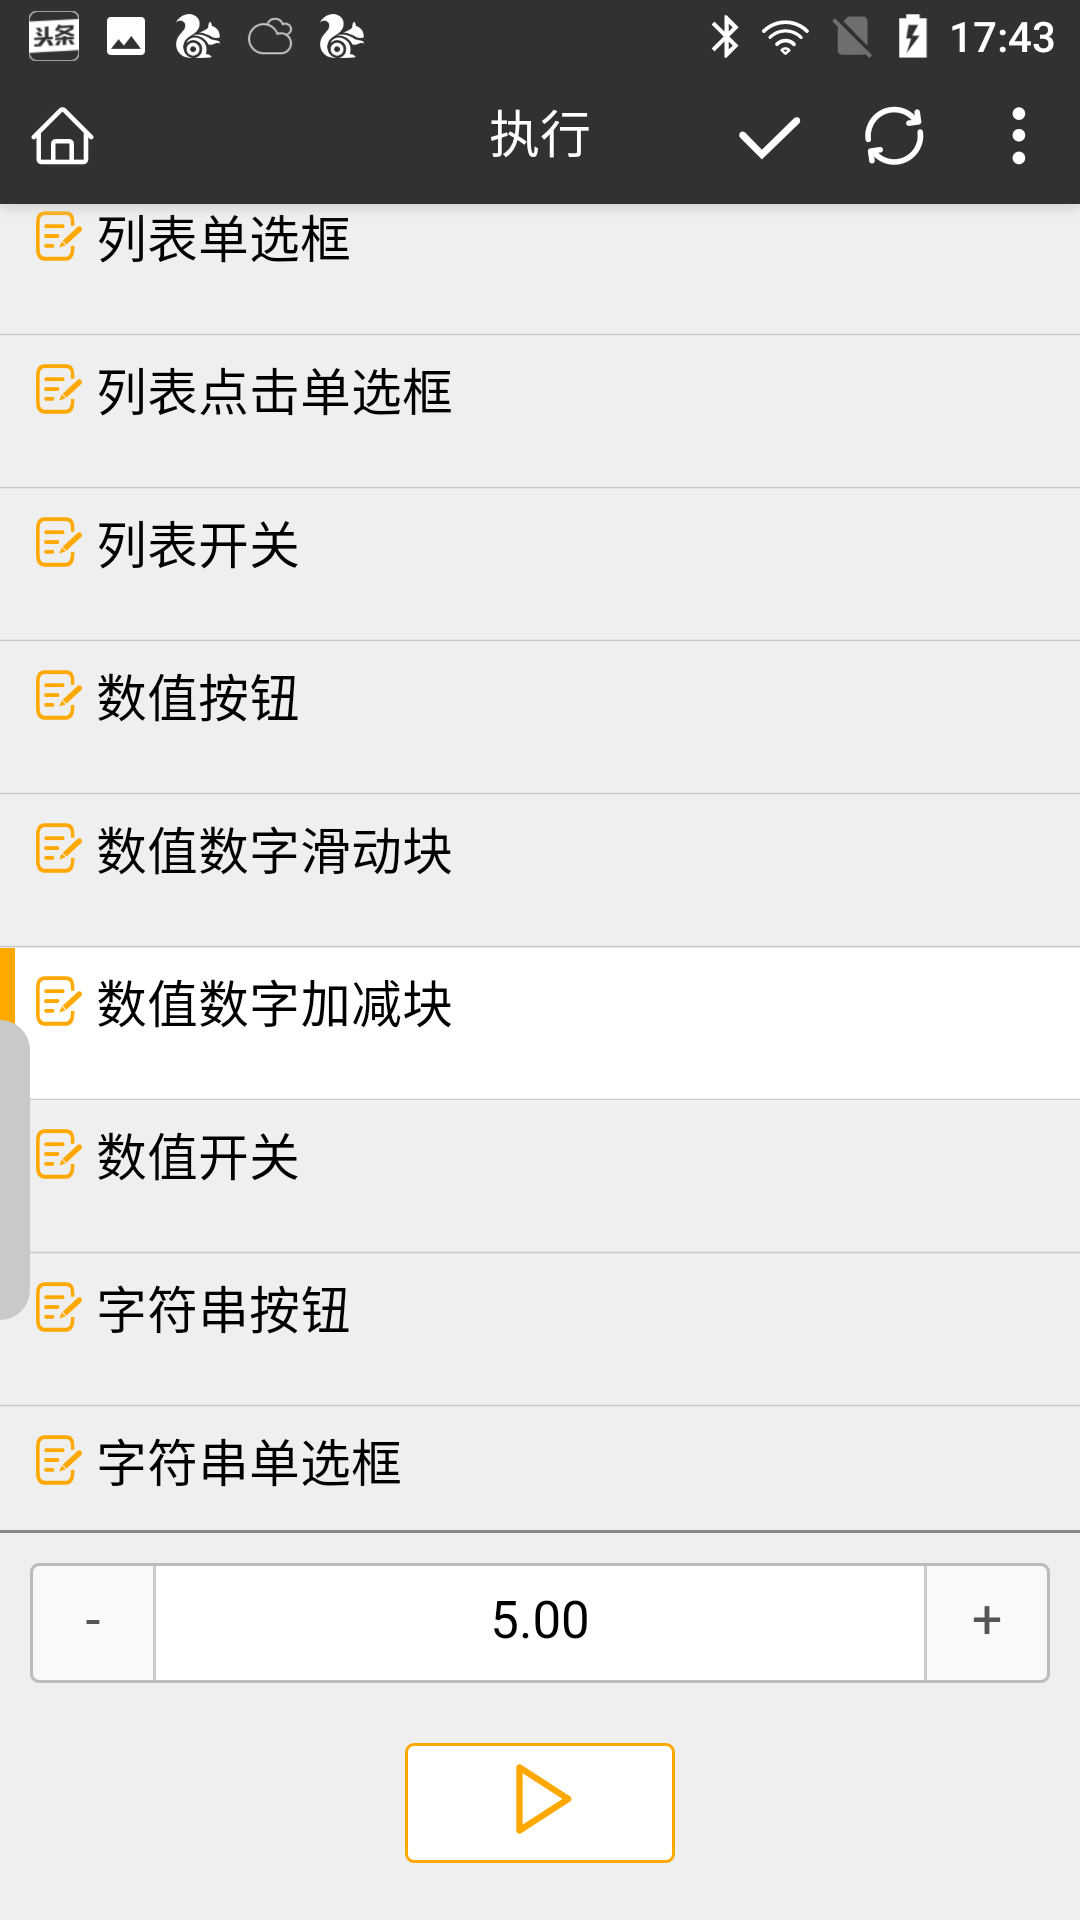 头条
17:43
执行
列表单选框
列表点击单选框
列表开关
数值按钮
数值数字滑动块
数值数字加减块
数值开关
字符串按钮
字符串单选框
- 5.00 +